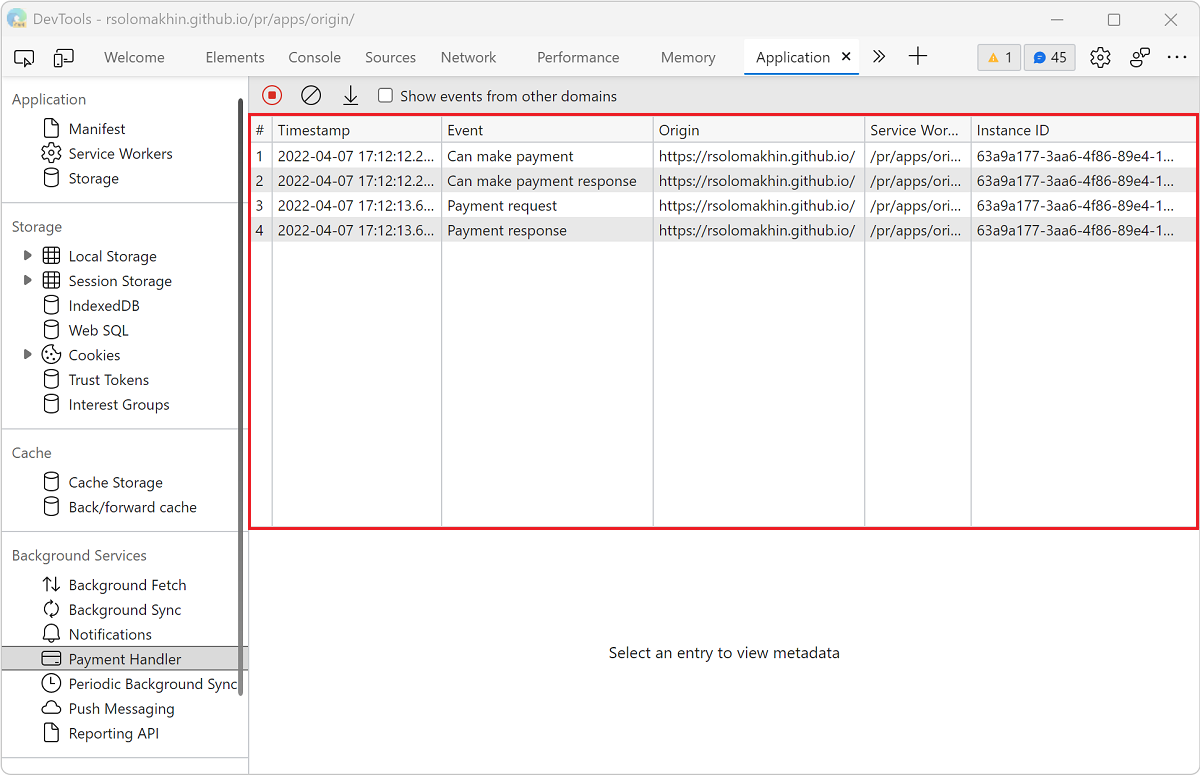 DevTools - rsolomakhin.github.io/pr/apps/origin/
Welcome Elements Console Sources Network Performance Memory Application 1 45
Application
Manifest
Service Workers
Storage
Storage
Local Storage
Session Storage
IndexedDB
Web SQL
Cookies
Trust Tokens
Interest Groups
Cache
Cache Storage
Back/forward cache
Background Services
Background Fetch
Background Sync
Notifications
Payment Handler
Periodic Background Sync
Push Messaging
Reporting API
Show events from other domains
# Timestamp Event Origin Service Wor... Instance ID
1 2022-04-07 17:12:12.2... Can make payment https://rsolomakhin.github.io/ /pr/apps/ori... 63a9a177-3aa6-4f86-89e4-1...
2 2022-04-07 17:12:12.2... Can make payment response https://rsolomakhin.github.io/ /pr/apps/ori... 63a9a177-3aa6-4f86-89e4-1...
3 2022-04-07 17:12:13.6... Payment request https://rsolomakhin.github.io/ /pr/apps/ori... 63a9a177-3aa6-4f86-89e4-1...
4 2022-04-07 17:12:13.6... Payment response https://rsolomakhin.github.io/ /pr/apps/ori... 63a9a177-3aa6-4f86-89e4-1...
Select an entry to view metadata